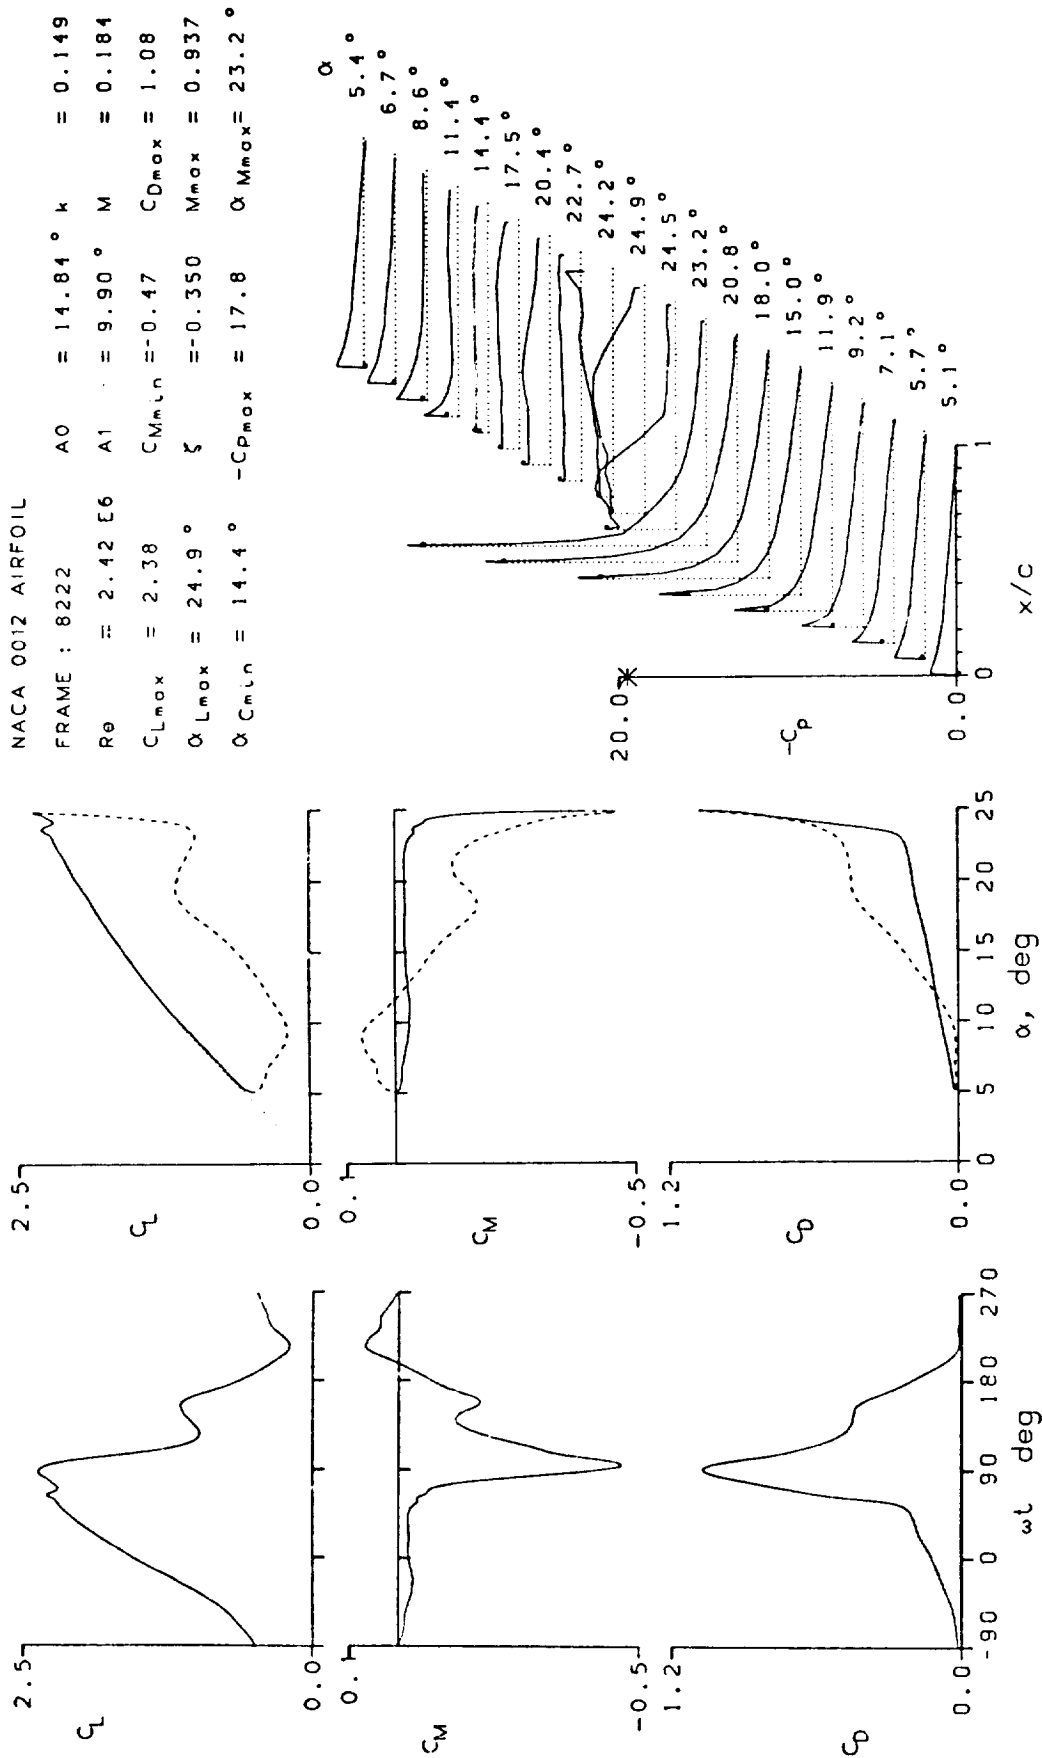 NACA 0012 AIRFOIL
FRAME : 8222 A0 = 14.84° k = 0.149
Re = 2.42 E6 A1 = 9.90° M = 0.184
CLmax = 2.38 CMmin =-0.47 CDmax = 1.08
αLmax = 24.9° ζ =-0.350 Mmax = 0.937
αCmin = 14.4° -CPmax = 17.8 αMmax= 23.2°
2.5
CL
0.0
0.1
CM
-0.5
1.2
CD
0.0
-90 0 90 180 270
ωt deg
2.5
CL
0.0
0.1
CM
-0.5
1.2
CD
0.0
0 5 10 15 20 25
α, deg
20.0
-Cp
0.0
0 1
x/c
α
5.4°
6.7°
8.6°
11.4°
14.4°
17.5°
20.4°
22.7°
24.2°
24.9°
24.5°
23.2°
20.8°
18.0°
15.0°
11.9°
9.2°
7.1°
5.7°
5.1°